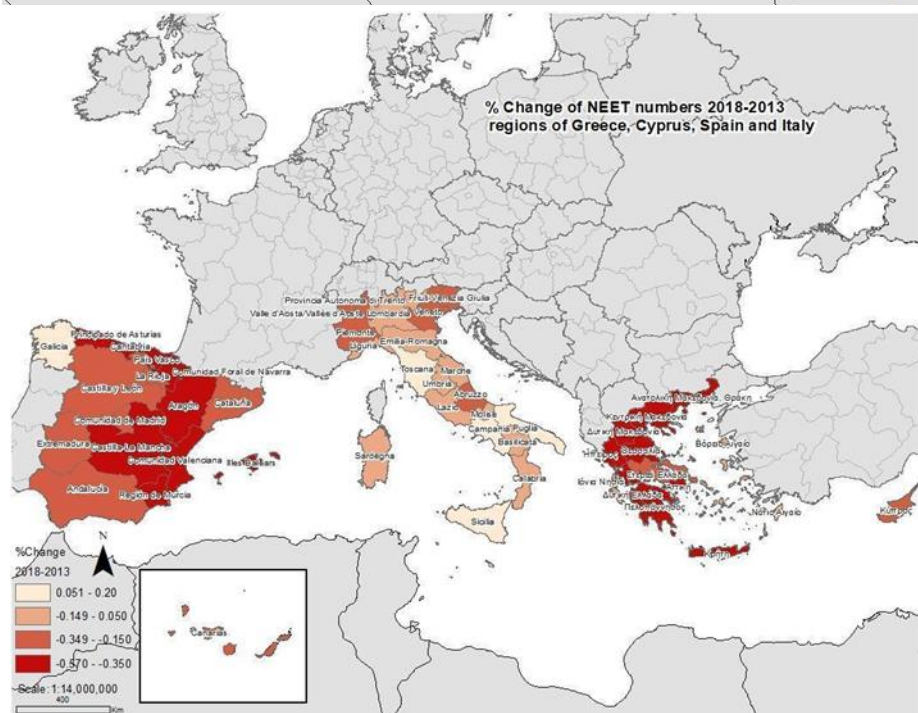 % Change of NEET numbers 2018-2013
regions of Greece, Cyprus, Spain and Italy
Provincia Autonoma di Trento
Friuli-Venezia Giulia
Valle d'Aosta/Vallée d'Aoste
Lombardia
Veneto
Piemonte
Liguria
Emilia-Romagna
Toscana
Marche
Umbria
Abruzzo
Lazio
Molise
Campania
Puglia
Basilicata
Sardegna
Calabria
Sicilia
Principado de Asturias
Cantabria
Galicia
País Vasco
Comunidad Foral de Navarra
La Rioja
Castilla y León
Aragón
Cataluña
Comunidad de Madrid
Extremadura
Castilla-La Mancha
Comunidad Valenciana
Illes Balears
Andalucía
Región de Murcia
Ανατολική Μακεδονία, Θράκη
Κεντρική Μακεδονία
Δυτική Μακεδονία
Ήπειρος
Θεσσαλία
Βόρειο Αιγαίο
Ιόνια Νησιά
Στερεά Ελλάδα
Δυτική Ελλάδα
Αττική
Πελοπόννησος
Νότιο Αιγαίο
Κρήτη
Κύπρος
N
%Change
2018-2013
0.051 - 0.20
-0.149 - 0.050
-0.349 - -0.150
-0.570 - -0.350
Scale: 1:14,000,000
400
Km
Canarias